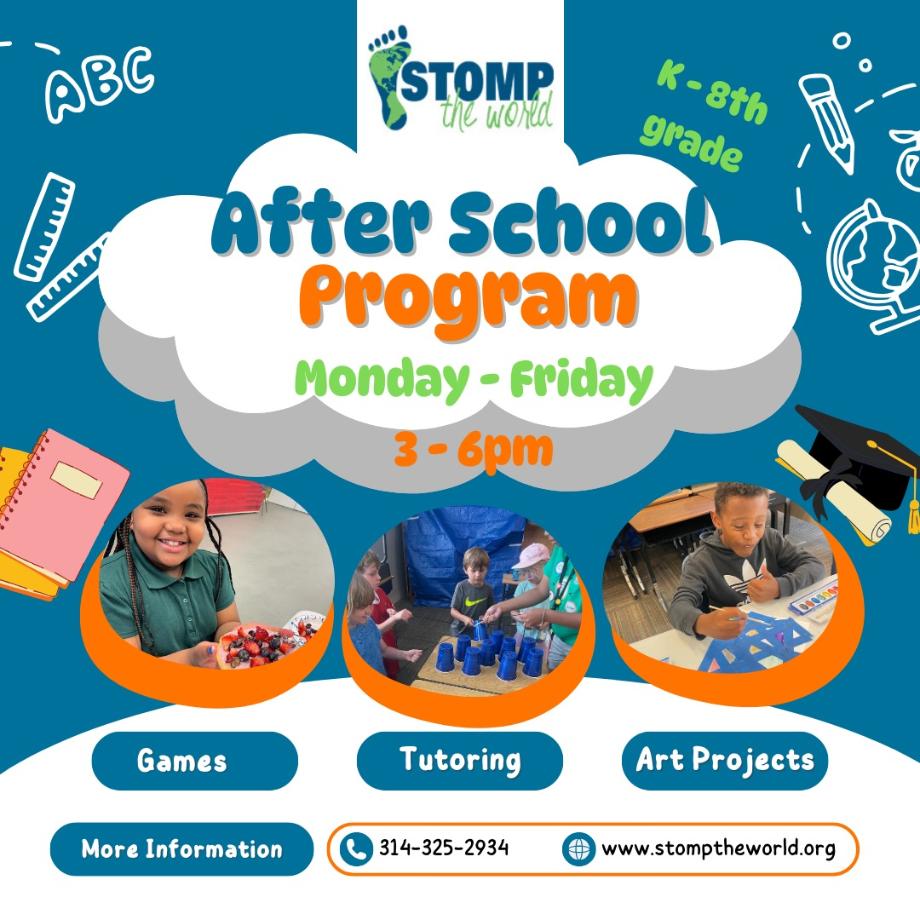 ABC
STOMP
the world
K - 8th
grade
After School
Program
Monday - Friday
3 - 6pm
Games
Tutoring
Art Projects
More Information
314-325-2934
www.stomptheworld.org